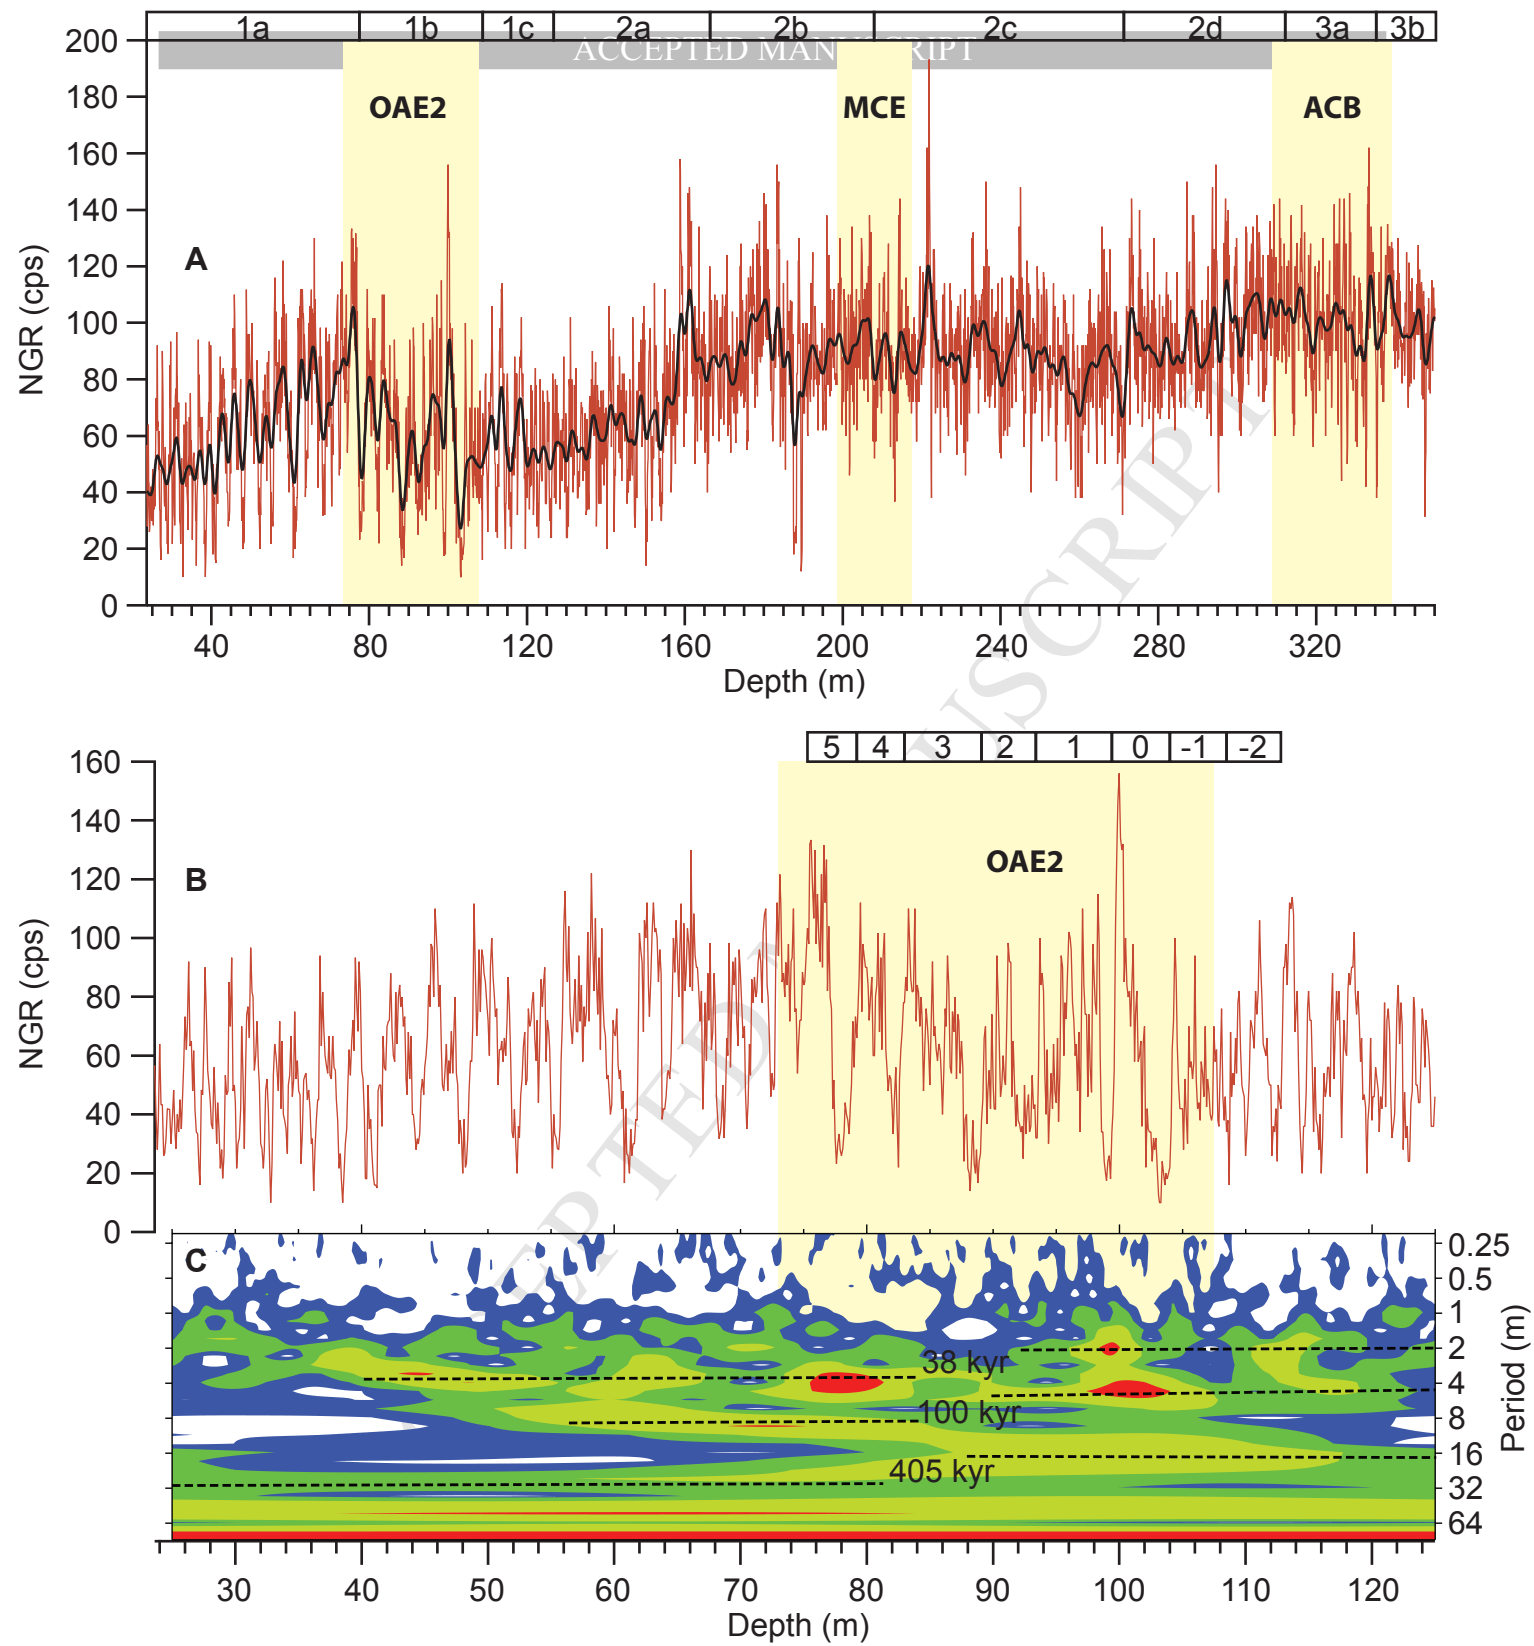 1a 1b 1c 2a 2b 2c 2d 3a 3b
ACCEPTED MANUSCRIPT
200
180
160
140
120
100
80
60
40
20
0
NGR (cps)
OAE2 MCE ACB
A
40 80 120 160 200 240 280 320
Depth (m)
5 4 3 2 1 0 -1 -2
160
140
120
100
80
60
40
20
0
NGR (cps)
OAE2
B
C
38 kyr
100 kyr
405 kyr
0.25
0.5
1
2
4
8
16
32
64
Period (m)
30 40 50 60 70 80 90 100 110 120
Depth (m)